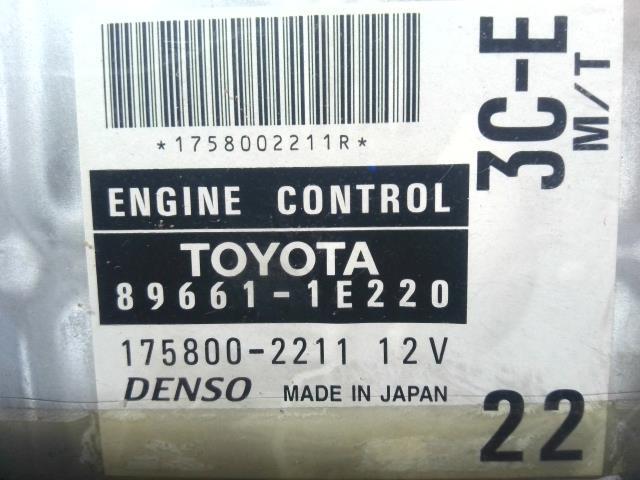 *1758002211R*
3C-E
M/T
ENGINE CONTROL
TOYOTA
89661-1E220
175800-2211 12V
DENSO MADE IN JAPAN
22